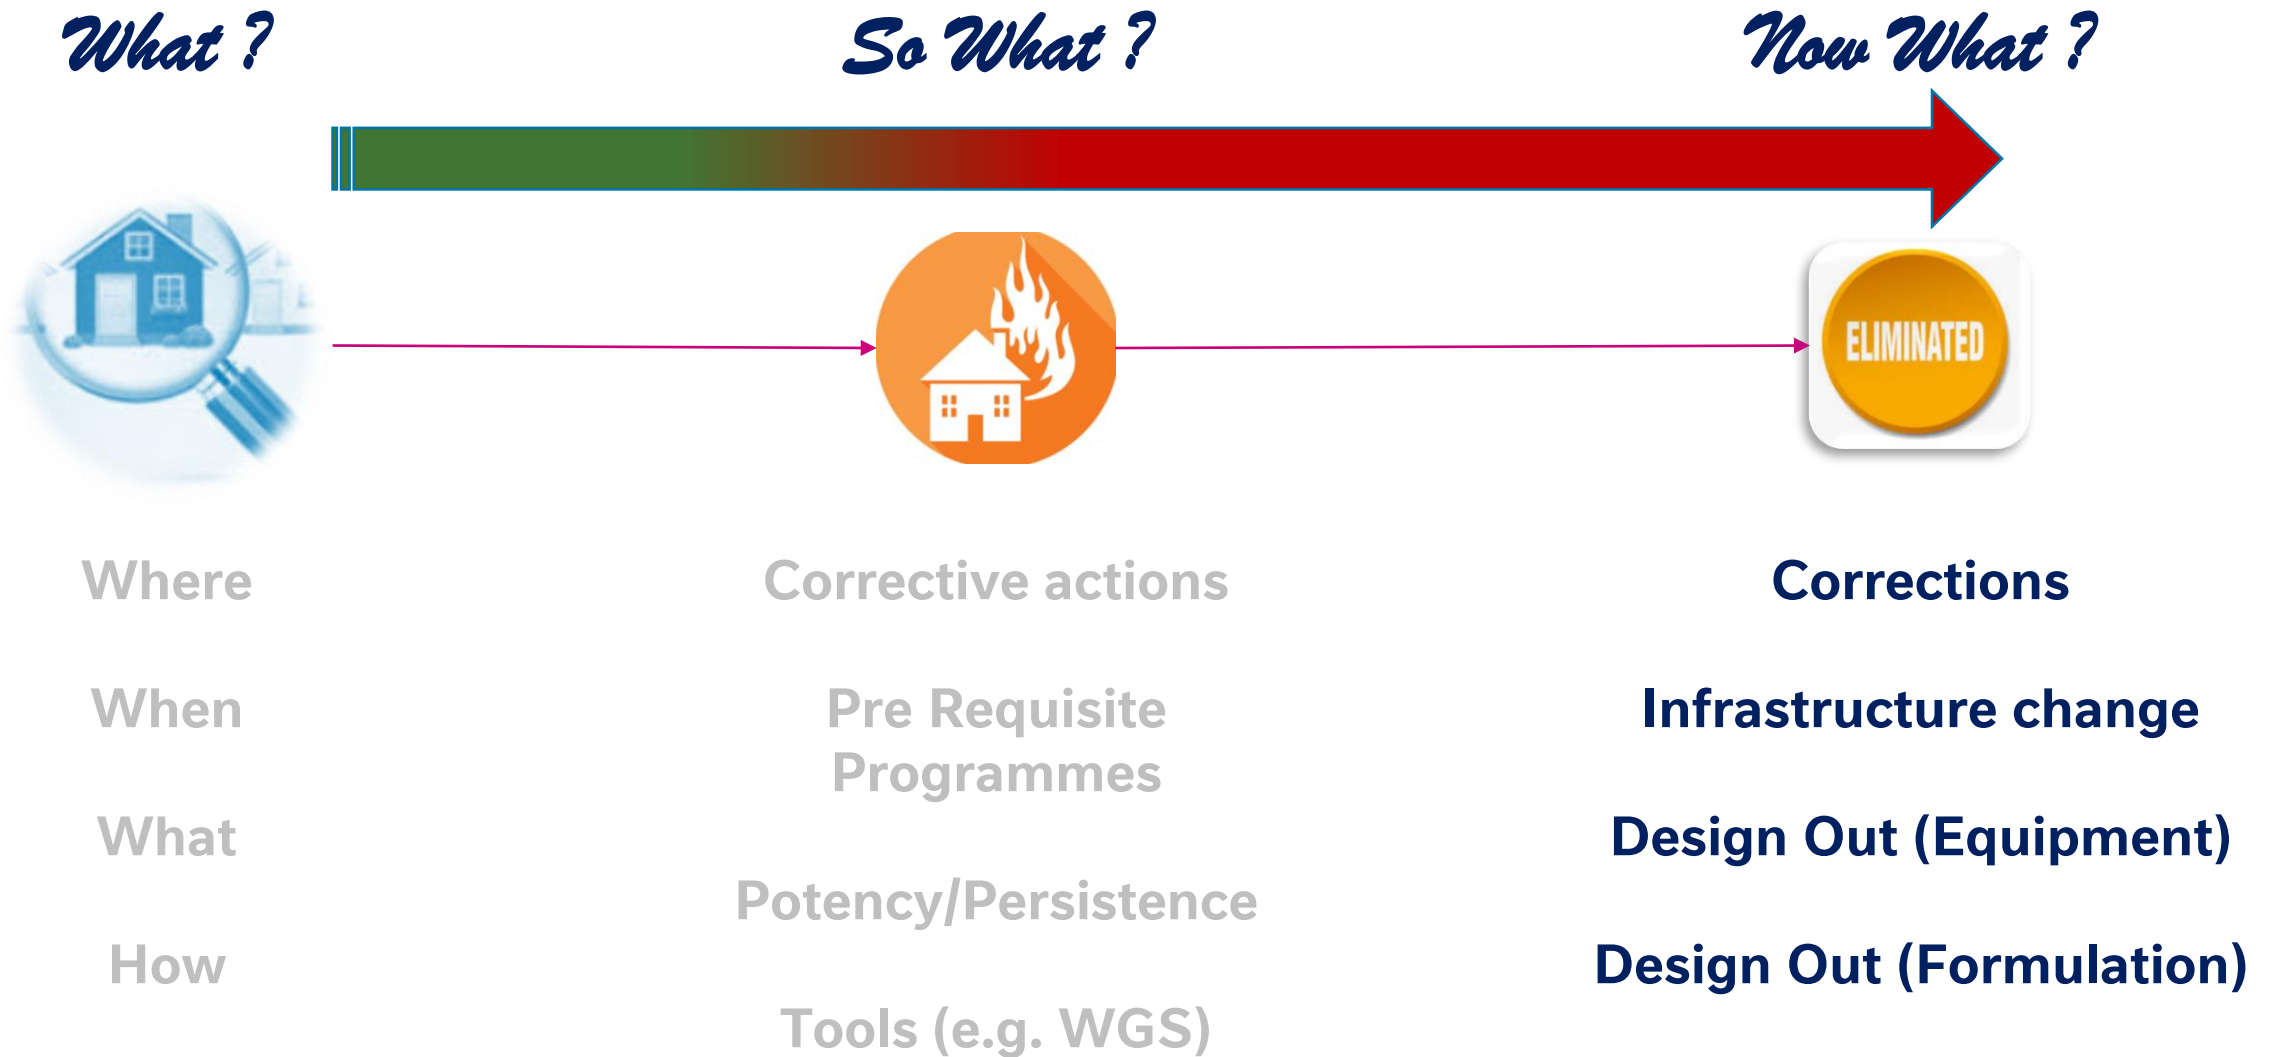 What ?
So What ?
Now What ?
ELIMINATED
Where
When
What
How
Corrective actions
Pre Requisite
Programmes
Potency/Persistence
Tools (e.g. WGS)
Corrections
Infrastructure change
Design Out (Equipment)
Design Out (Formulation)